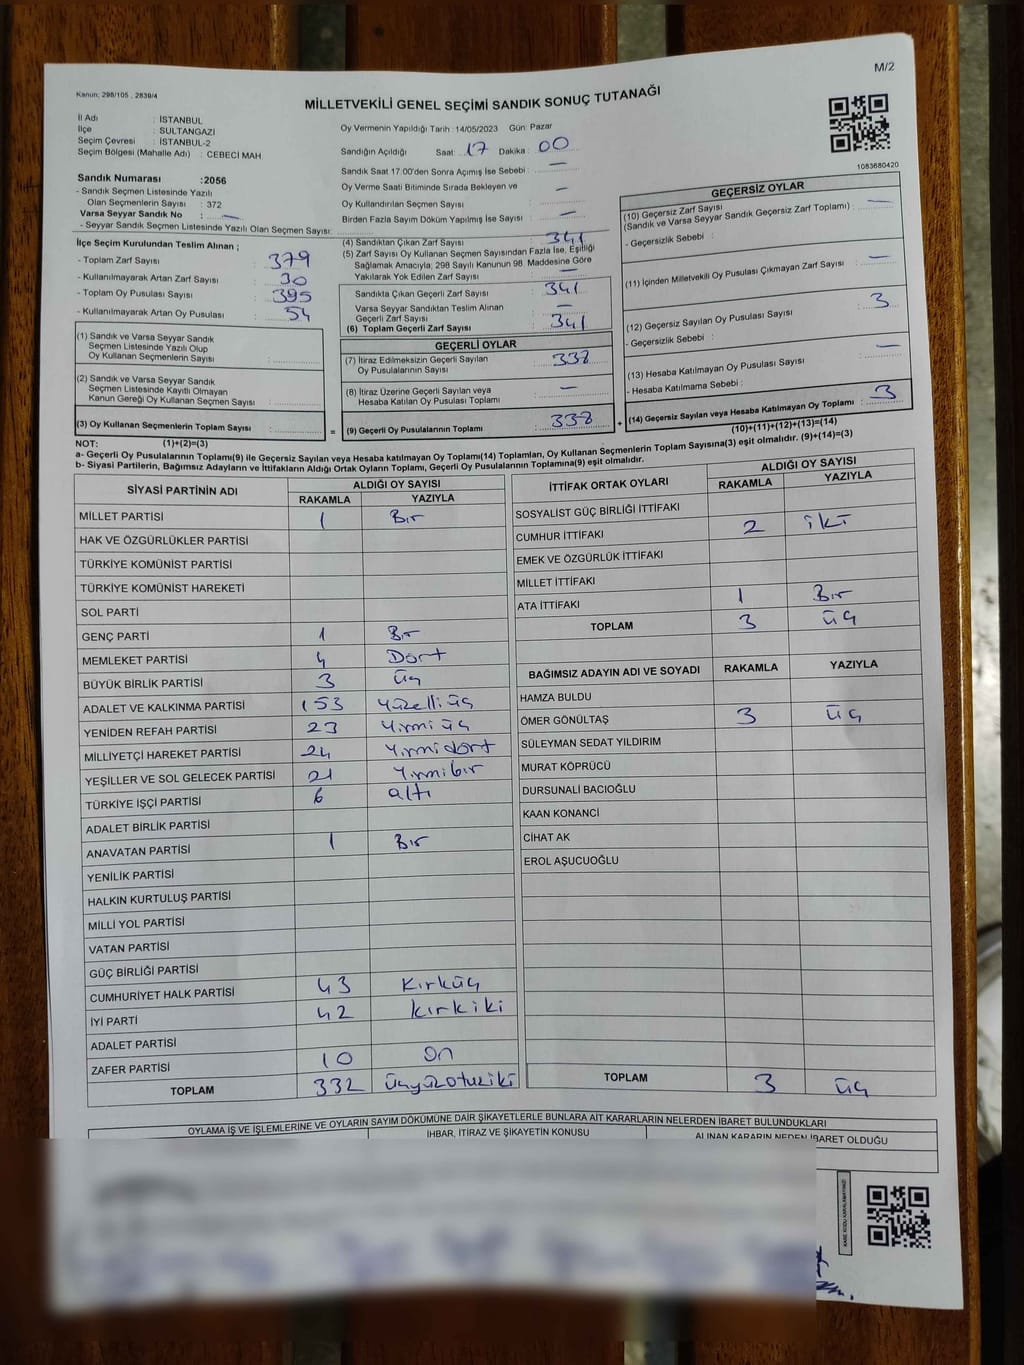 M/2
Kanun: 298/105 , 2839/4
MİLLETVEKİLİ GENEL SEÇİMİ SANDIK SONUÇ TUTANAĞI
İl Adı : İSTANBUL
İlçe : SULTANGAZİ
Seçim Çevresi : İSTANBUL-2
Seçim Bölgesi (Mahalle Adı) : CEBECİ MAH
Sandık Numarası :2056
- Sandık Seçmen Listesinde Yazılı
Olan Seçmenlerin Sayısı : 372
Varsa Seyyar Sandık No : —
- Seyyar Sandık Seçmen Listesinde Yazılı Olan Seçmen Sayısı:
Oy Vermenin Yapıldığı Tarih : 14/05/2023 Gün: Pazar
Sandığın Açıldığı Saat: 17 Dakika : 00
Sandık Saat 17:00'den Sonra Açımış İse Sebebi : —
Oy Verme Saati Bitiminde Sırada Bekleyen ve —
Oy Kullandırılan Seçmen Sayısı :
Birden Fazla Sayım Döküm Yapılmış İse Sayısı : —
1083680420
İlçe Seçim Kurulundan Teslim Alınan ;
- Toplam Zarf Sayısı : 379
- Kullanılmayarak Artan Zarf Sayısı : 30
- Toplam Oy Pusulası Sayısı : 395
- Kullanılmayarak Artan Oy Pusulası : 54
(4) Sandıktan Çıkan Zarf Sayısı : 341
(5) Zarf Sayısı Oy Kullanan Seçmen Sayısından Fazla İse, Eşitliği
Sağlamak Amacıyla; 298 Sayılı Kanunun 98. Maddesine Göre
Yakılarak Yok Edilen Zarf Sayısı : —
Sandıkta Çıkan Geçerli Zarf Sayısı : 341
Varsa Seyyar Sandıktan Teslim Alınan
Geçerli Zarf Sayısı : —
(6) Toplam Geçerli Zarf Sayısı : 341
GEÇERSİZ OYLAR
(10) Geçersiz Zarf Sayısı
(Sandık ve Varsa Seyyar Sandık Geçersiz Zarf Toplamı) : —
- Geçersizlik Sebebi :
(11) İçinden Milletvekili Oy Pusulası Çıkmayan Zarf Sayısı : —
(12) Geçersiz Sayılan Oy Pusulası Sayısı : 3
- Geçersizlik Sebebi :
(13) Hesaba Katılmayan Oy Pusulası Sayısı : —
- Hesaba Katılmama Sebebi :
(14) Geçersiz Sayılan veya Hesaba Katılmayan Oy Toplamı : 3
(10)+(11)+(12)+(13)=(14)
(1) Sandık ve Varsa Seyyar Sandık
Seçmen Listesinde Yazılı Olup
Oy Kullanan Seçmenlerin Sayısı :
(2) Sandık ve Varsa Seyyar Sandık
Seçmen Listesinde Kayıtlı Olmayan
Kanun Gereği Oy Kullanan Seçmen Sayısı :
(3) Oy Kullanan Seçmenlerin Toplam Sayısı :
GEÇERLİ OYLAR
(7) İtiraz Edilmeksizin Geçerli Sayılan
Oy Pusulalarının Sayısı : 338
(8) İtiraz Üzerine Geçerli Sayılan veya
Hesaba Katılan Oy Pusulası Toplamı : —
= (9) Geçerli Oy Pusulalarının Toplamı : 338 +
NOT: (1)+(2)=(3)
a- Geçerli Oy Pusulalarının Toplamı(9) ile Geçersiz Sayılan veya Hesaba katılmayan Oy Toplamı(14) Toplamları, Oy Kullanan Seçmenlerin Toplam Sayısına(3) eşit olmalıdır. (9)+(14)=(3)
b- Siyasi Partilerin, Bağımsız Adayların ve İttifakların Aldığı Ortak Oyların Toplamı, Geçerli Oy Pusulalarının Toplamına(9) eşit olmalıdır.
SİYASİ PARTİNİN ADI ALDIĞI OY SAYISI
RAKAMLA YAZIYLA
MİLLET PARTİSİ 1 Bir
HAK VE ÖZGÜRLÜKLER PARTİSİ
TÜRKİYE KOMÜNİST PARTİSİ
TÜRKİYE KOMÜNİST HAREKETİ
SOL PARTİ
GENÇ PARTİ 1 Bir
MEMLEKET PARTİSİ 4 Dört
BÜYÜK BİRLİK PARTİSİ 3 üç
ADALET VE KALKINMA PARTİSİ 153 yüzelliüç
YENİDEN REFAH PARTİSİ 23 yirmiüç
MİLLİYETÇİ HAREKET PARTİSİ 24 yirmidört
YEŞİLLER VE SOL GELECEK PARTİSİ 21 yirmibir
TÜRKİYE İŞÇİ PARTİSİ 6 altı
ADALET BİRLİK PARTİSİ
ANAVATAN PARTİSİ 1 Bir
YENİLİK PARTİSİ
HALKIN KURTULUŞ PARTİSİ
MİLLİ YOL PARTİSİ
VATAN PARTİSİ
GÜÇ BİRLİĞİ PARTİSİ
CUMHURİYET HALK PARTİSİ 43 Kırküç
İYİ PARTİ 42 kırkiki
ADALET PARTİSİ
ZAFER PARTİSİ 10 On
TOPLAM 332 üçyüzotuziki
İTTİFAK ORTAK OYLARI ALDIĞI OY SAYISI
RAKAMLA YAZIYLA
SOSYALİST GÜÇ BİRLİĞİ İTTİFAKI
CUMHUR İTTİFAKI 2 iki
EMEK VE ÖZGÜRLÜK İTTİFAKI
MİLLET İTTİFAKI
ATA İTTİFAKI 1 Bir
TOPLAM 3 üç
BAĞIMSIZ ADAYIN ADI VE SOYADI RAKAMLA YAZIYLA
HAMZA BULDU
ÖMER GÖNÜLTAŞ 3 üç
SÜLEYMAN SEDAT YILDIRIM
MURAT KÖPRÜCÜ
DURSUNALİ BACIOĞLU
KAAN KONANCİ
CİHAT AK
EROL AŞUCUOĞLU
TOPLAM 3 üç
OYLAMA İŞ VE İŞLEMLERİNE VE OYLARIN SAYIM DÖKÜMÜNE DAİR ŞİKAYETLERLE BUNLARA AİT KARARLARIN NELERDEN İBARET BULUNDUKLARI
İHBAR, İTİRAZ VE ŞİKAYETİN KONUSU ALINAN KARARIN NEDEN İBARET OLDUĞU